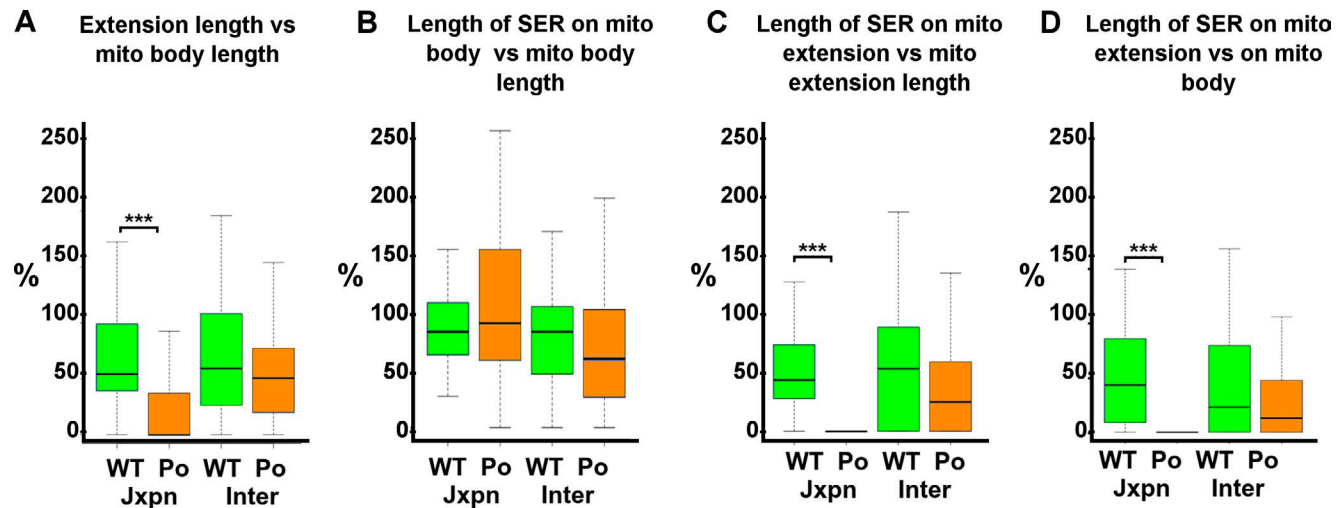 A
Extension length vs
mito body length
250
200
150
100
50
0
%
***
WT Po WT Po
Jxpn Inter
B
Length of SER on mito
body vs mito body
length
250
200
150
100
50
0
%
WT Po WT Po
Jxpn Inter
C
Length of SER on mito
extension vs mito
extension length
250
200
150
100
50
0
%
***
WT Po WT Po
Jxpn Inter
D
Length of SER on mito
extension vs on mito
body
250
200
150
100
50
0
%
***
WT Po WT Po
Jxpn Inter